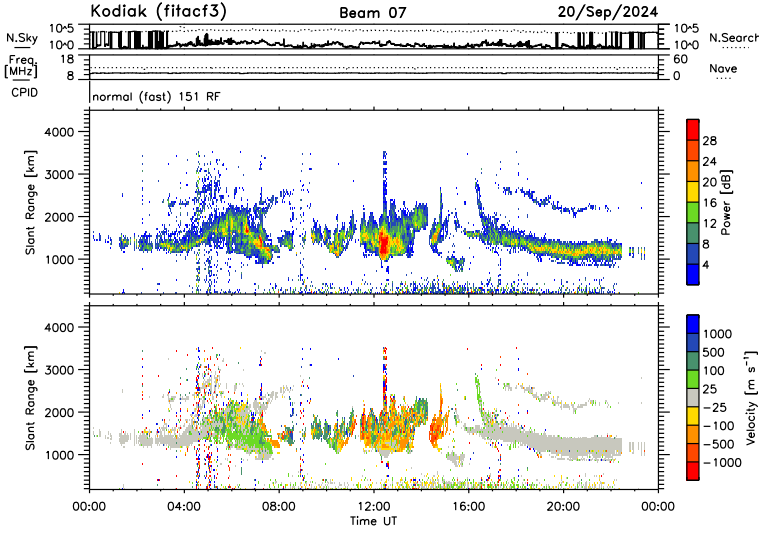 Kodiak (fitacf3) Beam 07 20/Sep/2024
N.Sky 10^5 10^0 10^5 10^0 N.Search
Freq. [MHz] 18 8 60 0 Nave
CPID normal (fast) 151 RF
Slant Range [km] 4000 3000 2000 1000
28 24 20 16 12 8 4 Power [dB]
Slant Range [km] 4000 3000 2000 1000
1000 500 100 25 −25 −100 −500 −1000 Velocity [m s⁻¹]
00:00 04:00 08:00 12:00 16:00 20:00 00:00
Time UT